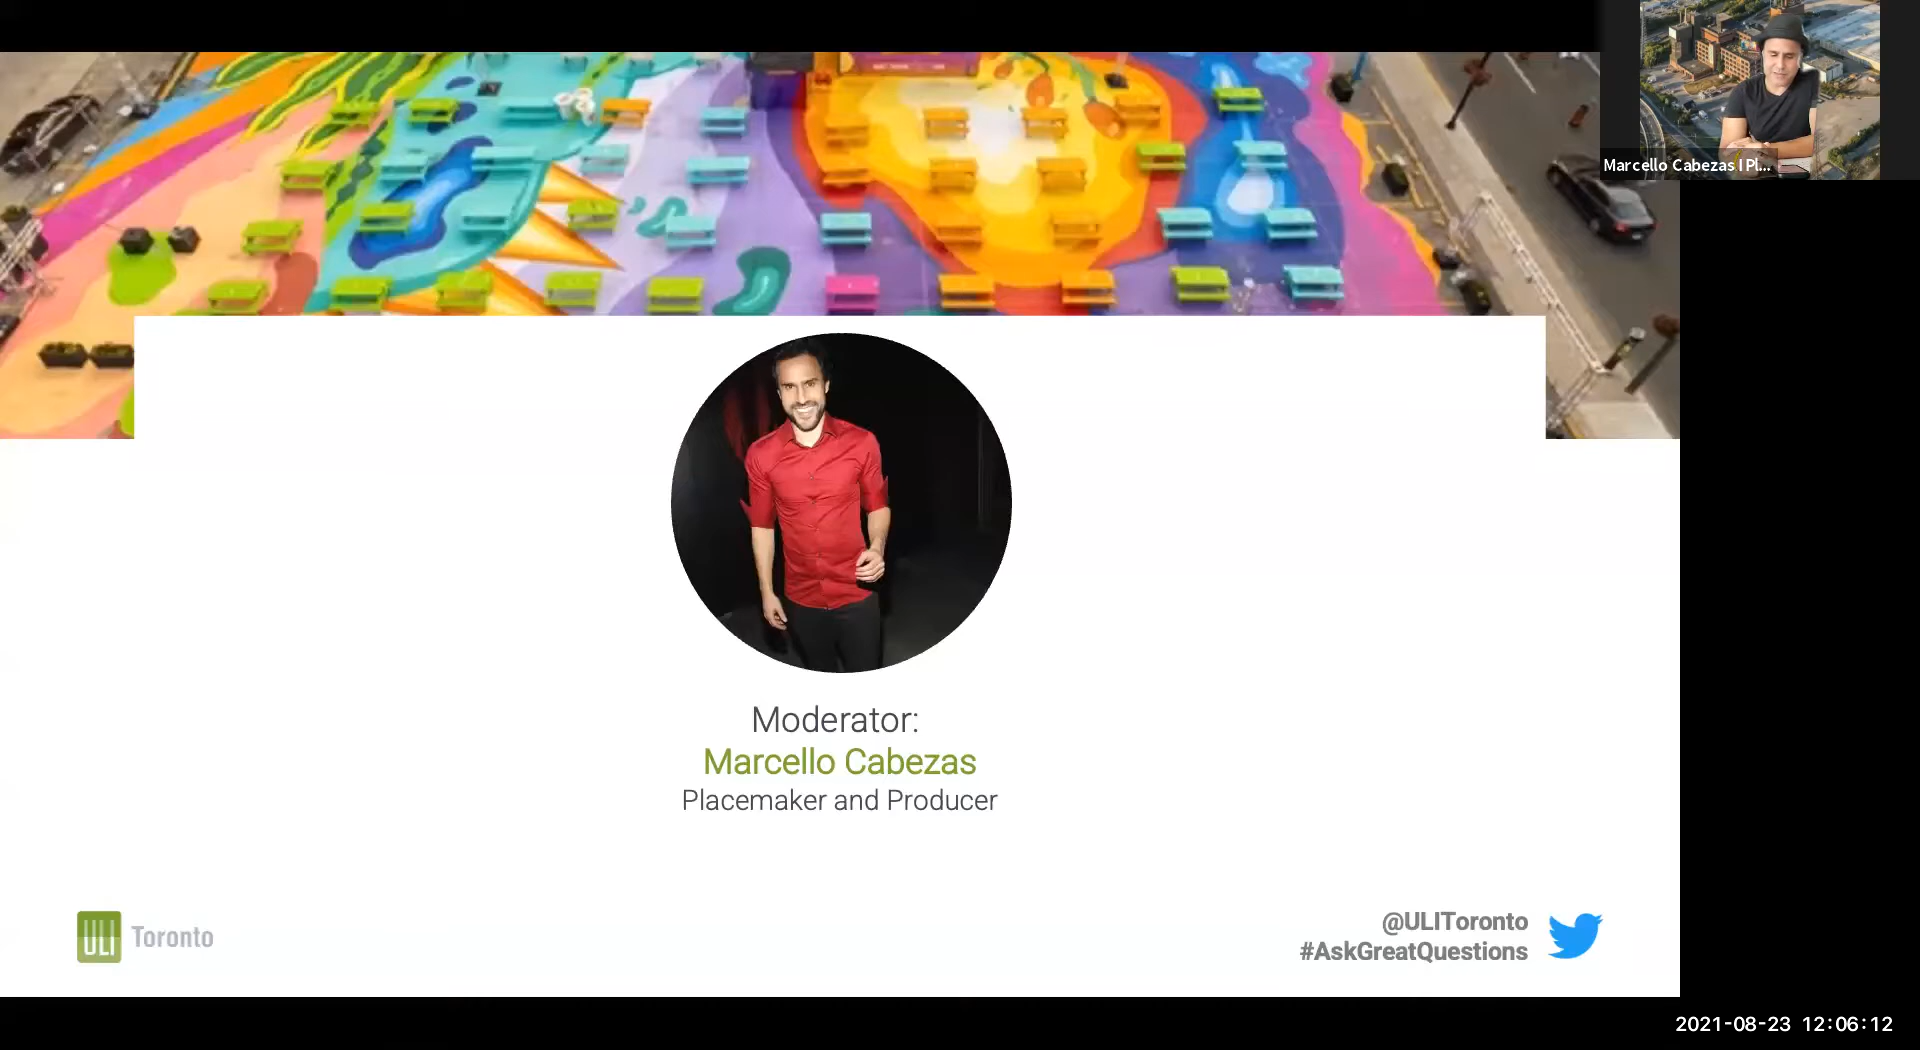 Marcello Cabezas I Pl...
Moderator:
Marcello Cabezas
Placemaker and Producer
ULI Toronto
@ULIToronto
#AskGreatQuestions
2021-08-23 12:06:12